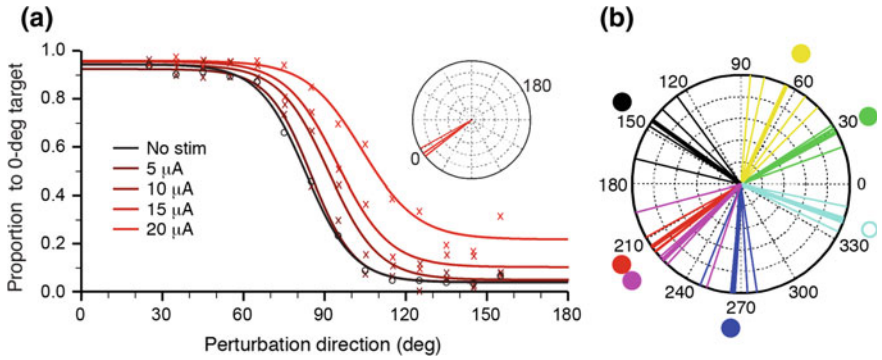 (a)
1.0
0.8
0.6
0.4
0.2
0.0
Proportion to 0-deg target
No stim
5 μA
10 μA
15 μA
20 μA
180
0
0 30 60 90 120 150 180
Perturbation direction (deg)
(b)
90
60
30
0
330
300
270
240
210
180
150
120